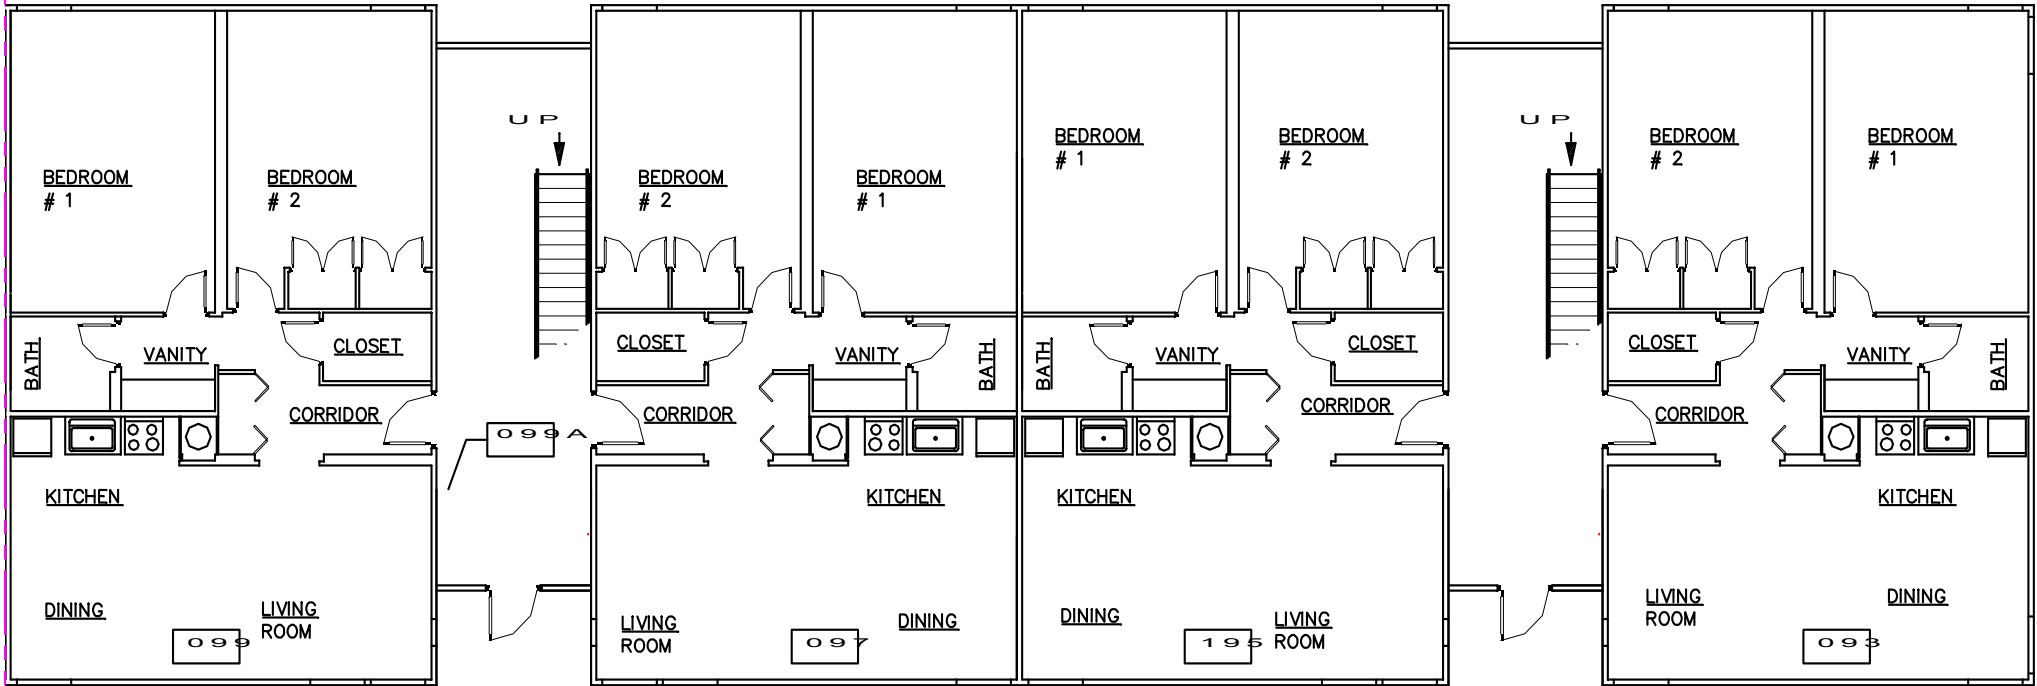 UP
UP
BEDROOM
# 1
BEDROOM
# 2
BEDROOM
# 2
BEDROOM
# 1
BEDROOM
# 1
BEDROOM
# 2
BEDROOM
# 2
BEDROOM
# 1
BATH
VANITY
CLOSET
CLOSET
VANITY
BATH
BATH
VANITY
CLOSET
CLOSET
VANITY
BATH
CORRIDOR
CORRIDOR
CORRIDOR
CORRIDOR
099A
KITCHEN
KITCHEN
KITCHEN
KITCHEN
DINING
LIVING
ROOM
LIVING
ROOM
DINING
DINING
LIVING
ROOM
LIVING
ROOM
DINING
099
097
195
093